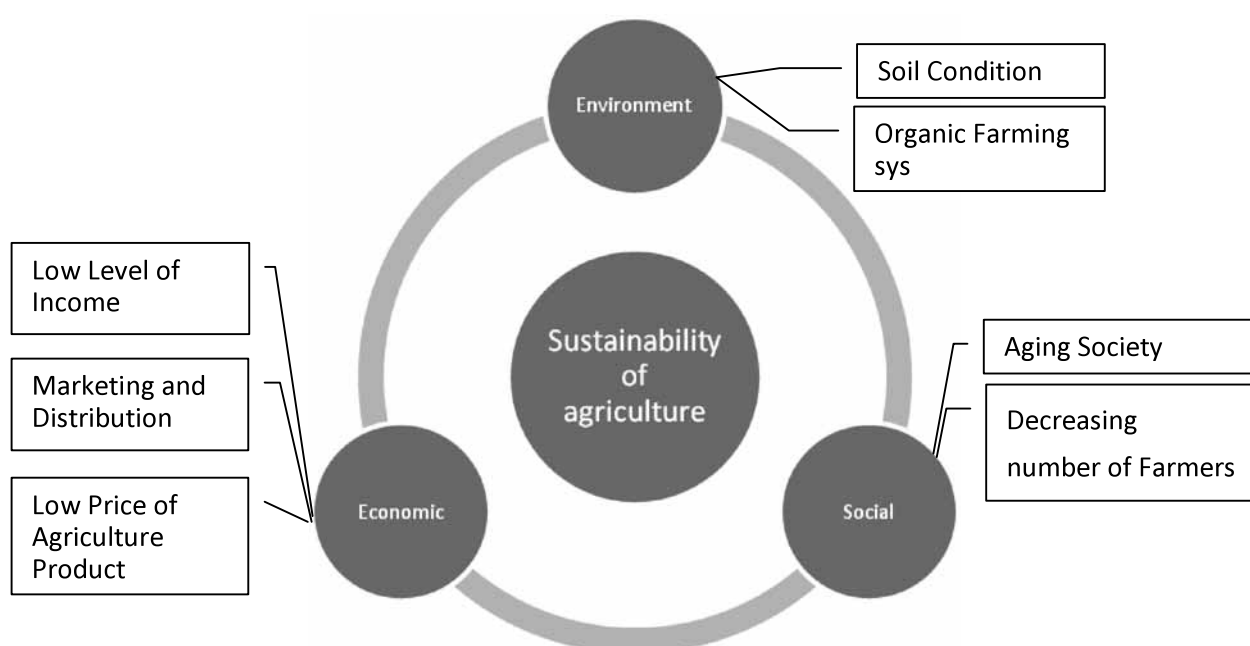 Environment
Soil Condition
Organic Farming
sys
Low Level of
Income
Marketing and
Distribution
Low Price of
Agriculture
Product
Sustainability
of
agriculture
Aging Society
Decreasing
number of Farmers
Economic
Social